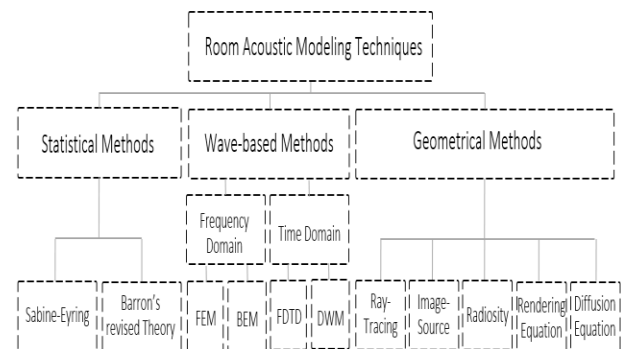 Room Acoustic Modeling Techniques
Statistical Methods
Wave-based Methods
Geometrical Methods
Frequency
Domain
Time Domain
Sabine-Eyring
Barron's
revised Theory
FEM
BEM
FDTD
DWM
Ray-
Tracing
Image-
Source
Radiosity
Rendering
Equation
Diffusion
Equation